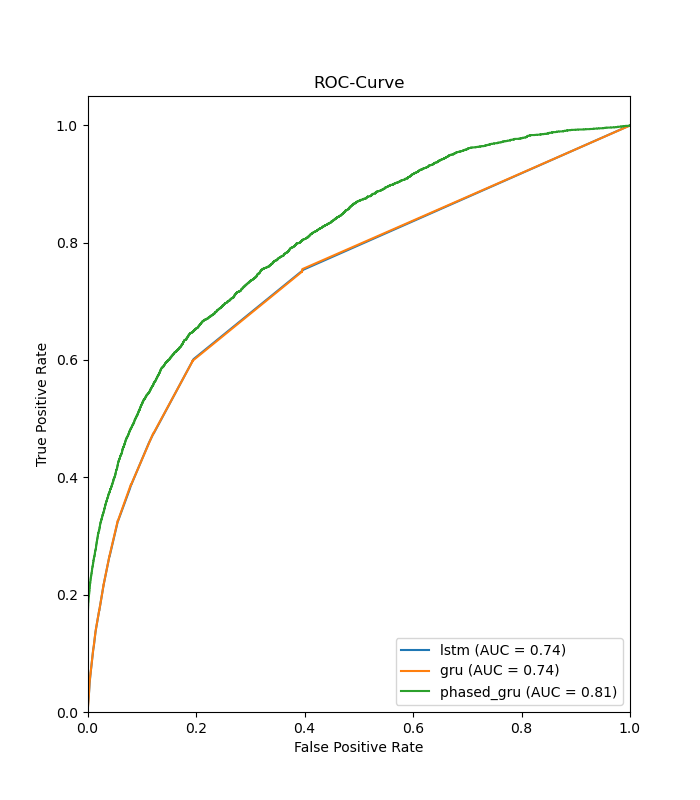 ROC-Curve
1.0
0.8
0.6
0.4
0.2
0.0
True Positive Rate
lstm (AUC = 0.74)
gru (AUC = 0.74)
phased_gru (AUC = 0.81)
0.0 0.2 0.4 0.6 0.8 1.0
False Positive Rate